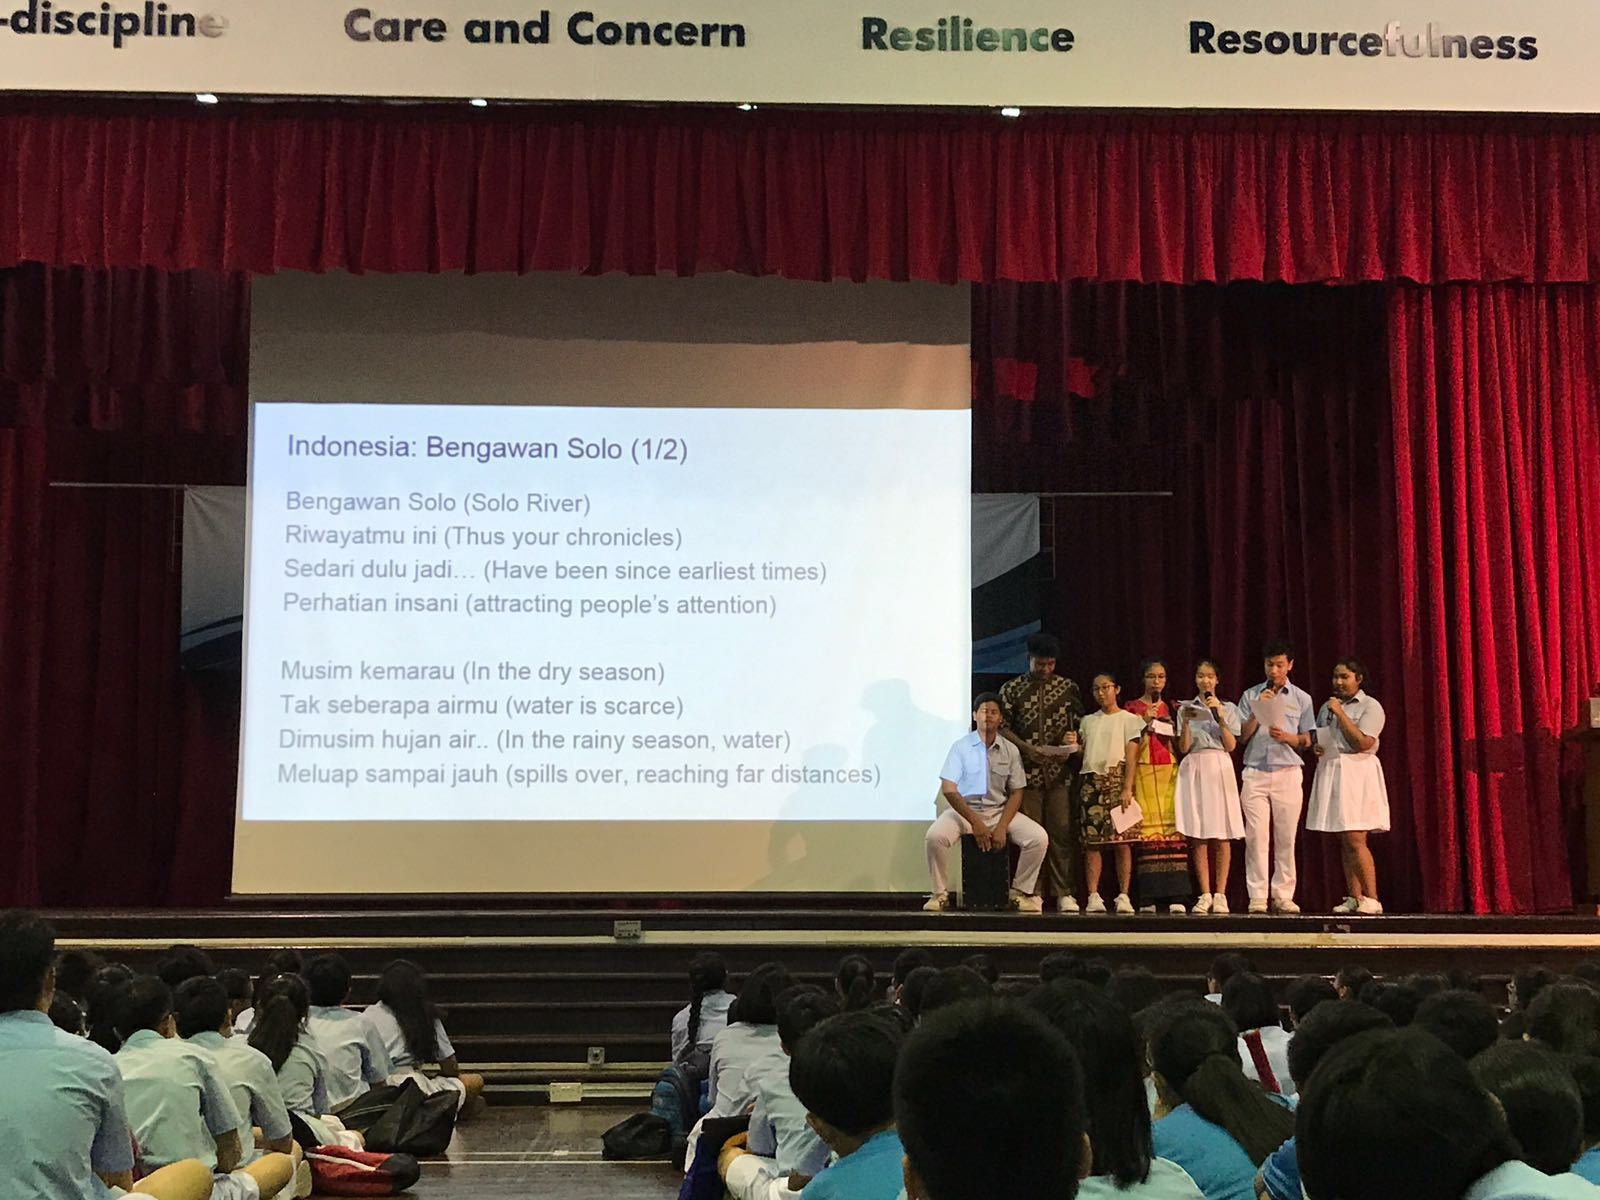 -discipline
Care and Concern
Resilience
Resourcefulness
Indonesia: Bengawan Solo (1/2)
Bengawan Solo (Solo River)
Riwayatmu ini (Thus your chronicles)
Sedari dulu jadi… (Have been since earliest times)
Perhatian insani (attracting people's attention)
Musim kemarau (In the dry season)
Tak seberapa airmu (water is scarce)
Dimusim hujan air.. (In the rainy season, water)
Meluap sampai jauh (spills over, reaching far distances)